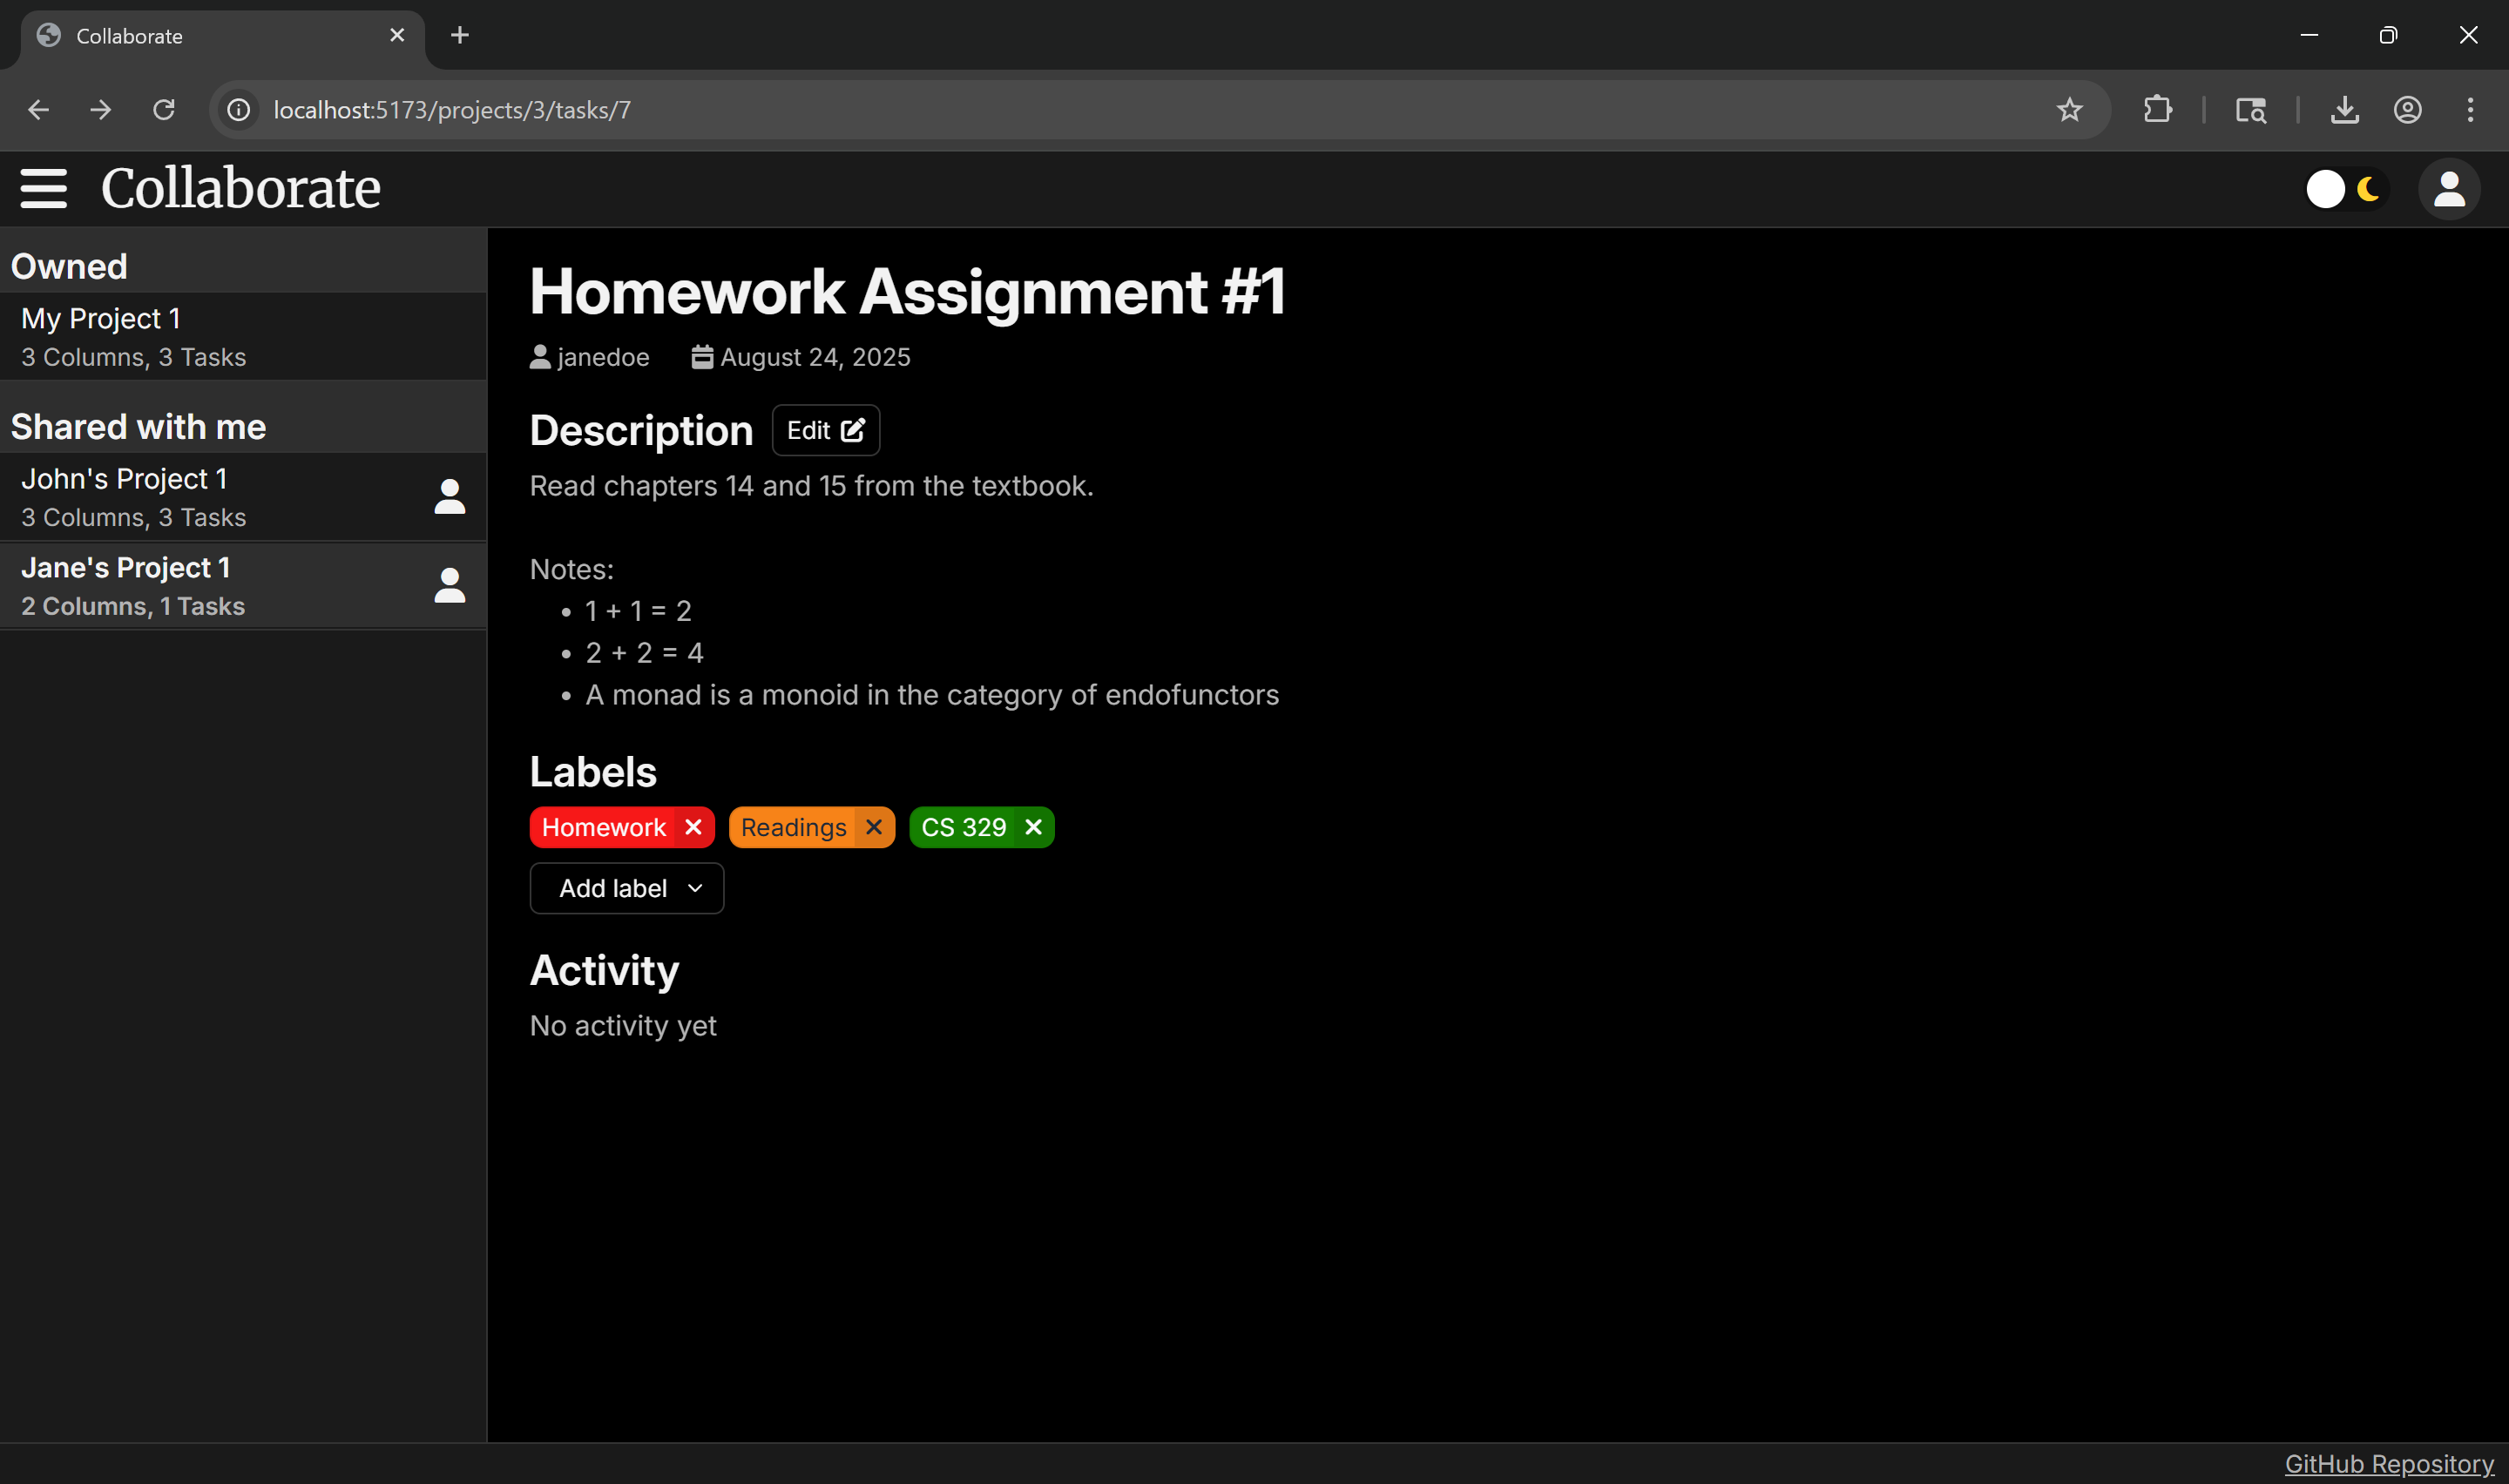 Collaborate
localhost:5173/projects/3/tasks/7
Collaborate
Owned
My Project 1
3 Columns, 3 Tasks
Shared with me
John's Project 1
3 Columns, 3 Tasks
Jane's Project 1
2 Columns, 1 Tasks
Homework Assignment #1
janedoe August 24, 2025
Description Edit
Read chapters 14 and 15 from the textbook.
Notes:
• 1 + 1 = 2
• 2 + 2 = 4
• A monad is a monoid in the category of endofunctors
Labels
Homework Readings CS 329
Add label
Activity
No activity yet
GitHub Repository